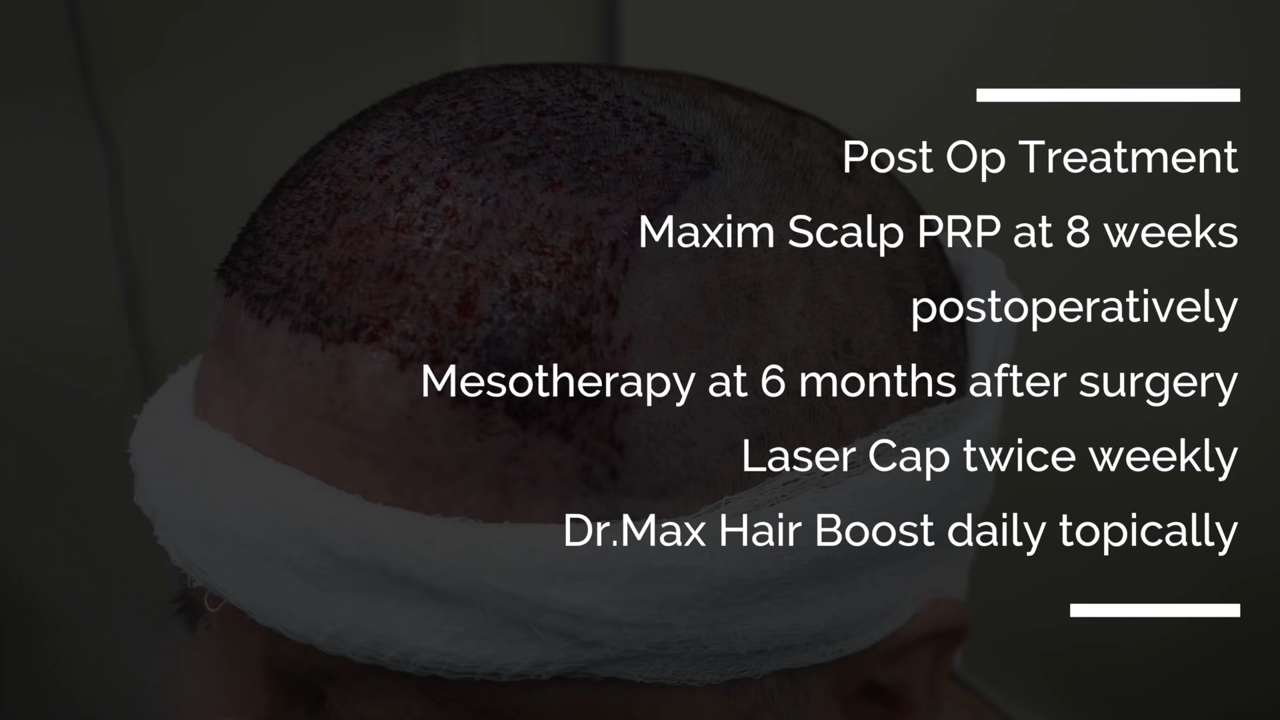 Post Op Treatment
Maxim Scalp PRP at 8 weeks
postoperatively
Mesotherapy at 6 months after surgery
Laser Cap twice weekly
Dr.Max Hair Boost daily topically